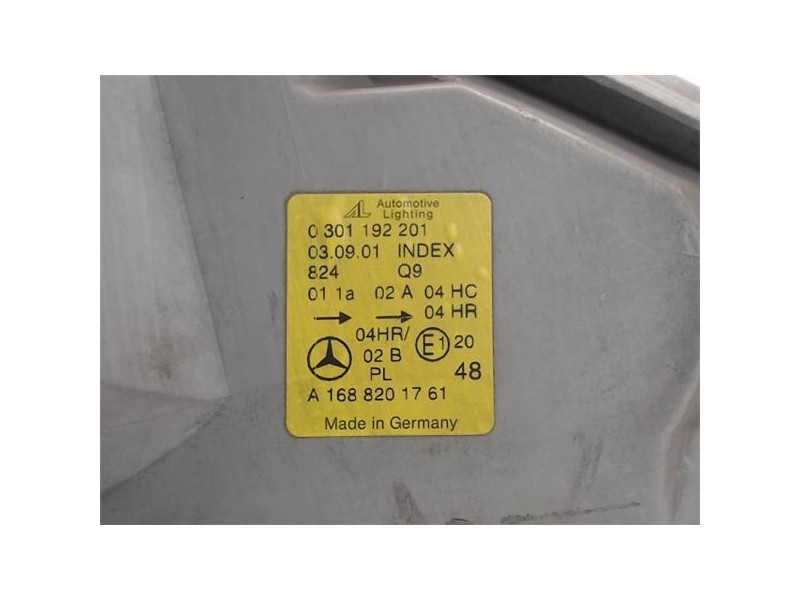 AL Automotive
Lighting
0 301 192 201
03.09.01 INDEX
824 Q9
01 1a 02 A 04 HC
04 HR
04HR/
02 B E1 20
PL 48
A 168 820 17 61
Made in Germany